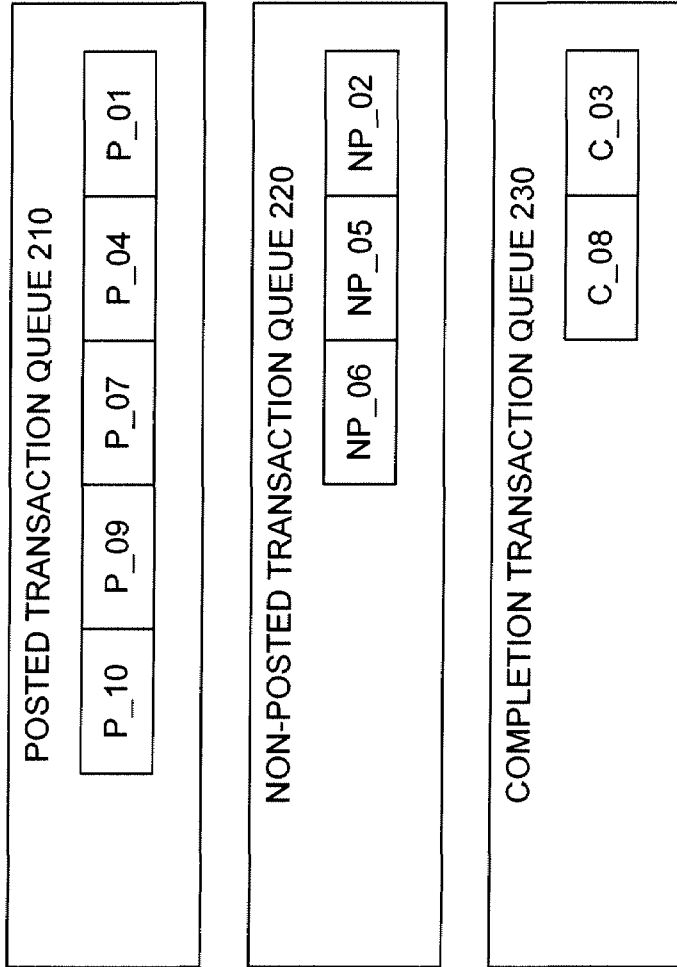 POSTED TRANSACTION QUEUE 210
P_10 P_09 P_07 P_04 P_01
NON-POSTED TRANSACTION QUEUE 220
NP_06 NP_05 NP_02
COMPLETION TRANSACTION QUEUE 230
C_08 C_03